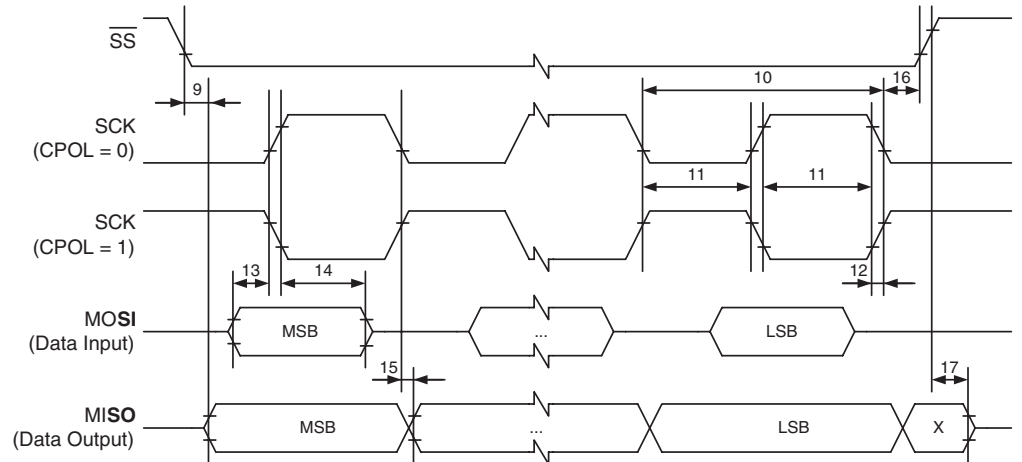 SS
9
10
16
SCK
(CPOL = 0)
11
11
SCK
(CPOL = 1)
13
14
12
MOSI
(Data Input)
MSB
...
LSB
15
17
MISO
(Data Output)
MSB
...
LSB
X